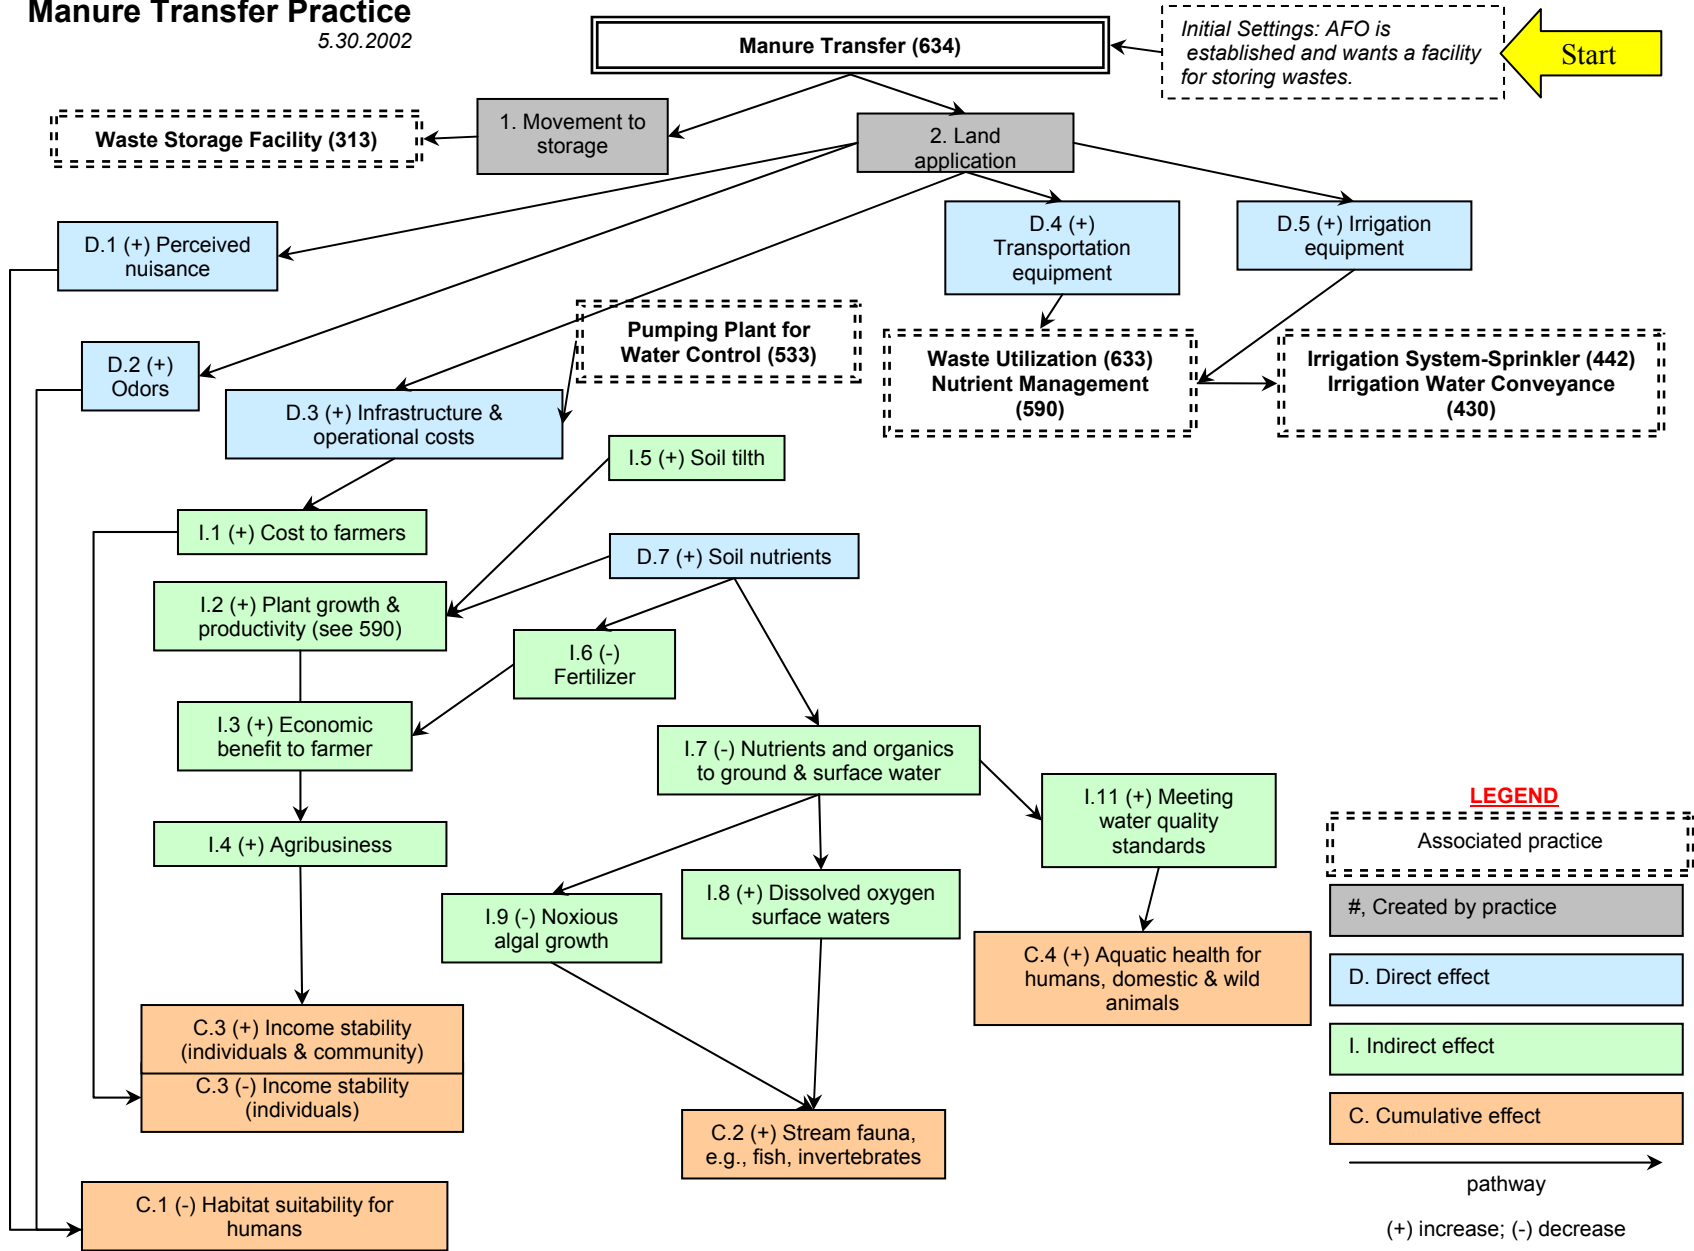 Manure Transfer Practice
5.30.2002
Manure Transfer (634)
Initial Settings: AFO is
established and wants a facility
for storing wastes.
Start
Waste Storage Facility (313)
1. Movement to
storage
2. Land
application
D.1 (+) Perceived
nuisance
D.4 (+)
Transportation
equipment
D.5 (+) Irrigation
equipment
D.2 (+)
Odors
Pumping Plant for
Water Control (533)
Waste Utilization (633)
Nutrient Management
(590)
Irrigation System-Sprinkler (442)
Irrigation Water Conveyance
(430)
D.3 (+) Infrastructure &
operational costs
I.5 (+) Soil tilth
I.1 (+) Cost to farmers
D.7 (+) Soil nutrients
I.2 (+) Plant growth &
productivity (see 590)
I.6 (-)
Fertilizer
I.3 (+) Economic
benefit to farmer
I.7 (-) Nutrients and organics
to ground & surface water
I.11 (+) Meeting
water quality
standards
I.4 (+) Agribusiness
I.9 (-) Noxious
algal growth
I.8 (+) Dissolved oxygen
surface waters
C.4 (+) Aquatic health for
humans, domestic & wild
animals
C.3 (+) Income stability
(individuals & community)
C.3 (-) Income stability
(individuals)
C.2 (+) Stream fauna,
e.g., fish, invertebrates
C.1 (-) Habitat suitability for
humans
LEGEND
Associated practice
#, Created by practice
D. Direct effect
I. Indirect effect
C. Cumulative effect
pathway
(+) increase; (-) decrease